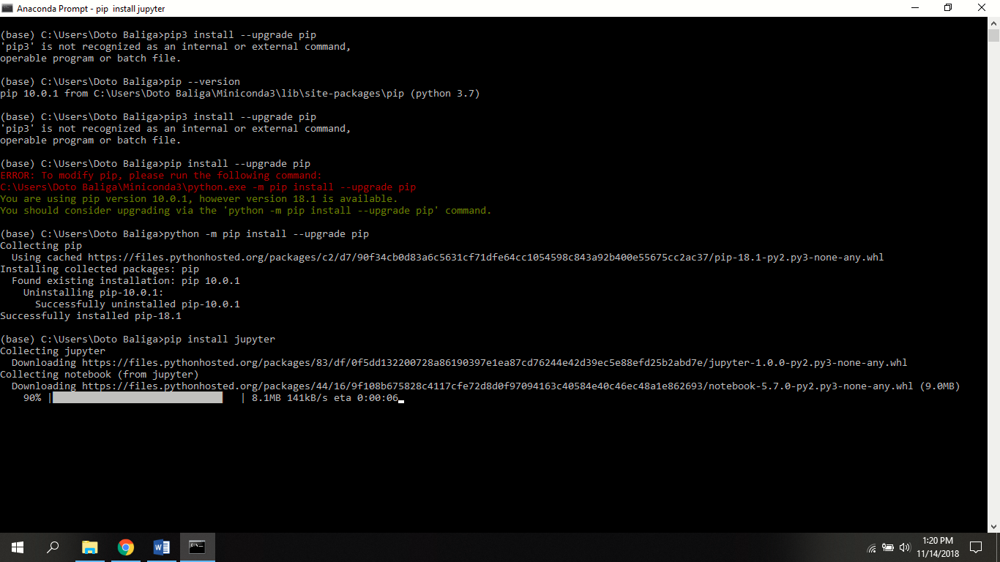 Anaconda Prompt - pip  install jupyter
(base) C:\Users\Doto Baliga>pip3 install --upgrade pip
'pip3' is not recognized as an internal or external command,
operable program or batch file.
(base) C:\Users\Doto Baliga>pip --version
pip 10.0.1 from C:\Users\Doto Baliga\Miniconda3\lib\site-packages\pip (python 3.7)
(base) C:\Users\Doto Baliga>pip3 install --upgrade pip
'pip3' is not recognized as an internal or external command,
operable program or batch file.
(base) C:\Users\Doto Baliga>pip install --upgrade pip
ERROR: To modify pip, please run the following command:
C:\Users\Doto Baliga\Miniconda3\python.exe -m pip install --upgrade pip
You are using pip version 10.0.1, however version 18.1 is available.
You should consider upgrading via the 'python -m pip install --upgrade pip' command.
(base) C:\Users\Doto Baliga>python -m pip install --upgrade pip
Collecting pip
  Using cached https://files.pythonhosted.org/packages/c2/d7/90f34cb0d83a6c5631cf71dfe64cc1054598c843a92b400e55675cc2ac37/pip-18.1-py2.py3-none-any.whl
Installing collected packages: pip
  Found existing installation: pip 10.0.1
    Uninstalling pip-10.0.1:
      Successfully uninstalled pip-10.0.1
Successfully installed pip-18.1
(base) C:\Users\Doto Baliga>pip install jupyter
Collecting jupyter
  Downloading https://files.pythonhosted.org/packages/83/df/0f5dd132200728a86190397e1ea87cd76244e42d39ec5e88efd25b2abd7e/jupyter-1.0.0-py2.py3-none-any.whl
Collecting notebook (from jupyter)
  Downloading https://files.pythonhosted.org/packages/44/16/9f108b675828c4117cfe72d8d0f97094163c40584e40c46ec48a1e862693/notebook-5.7.0-py2.py3-none-any.whl (9.0MB)
    90% |                             | 8.1MB 141kB/s eta 0:00:06
1:20 PM
11/14/2018